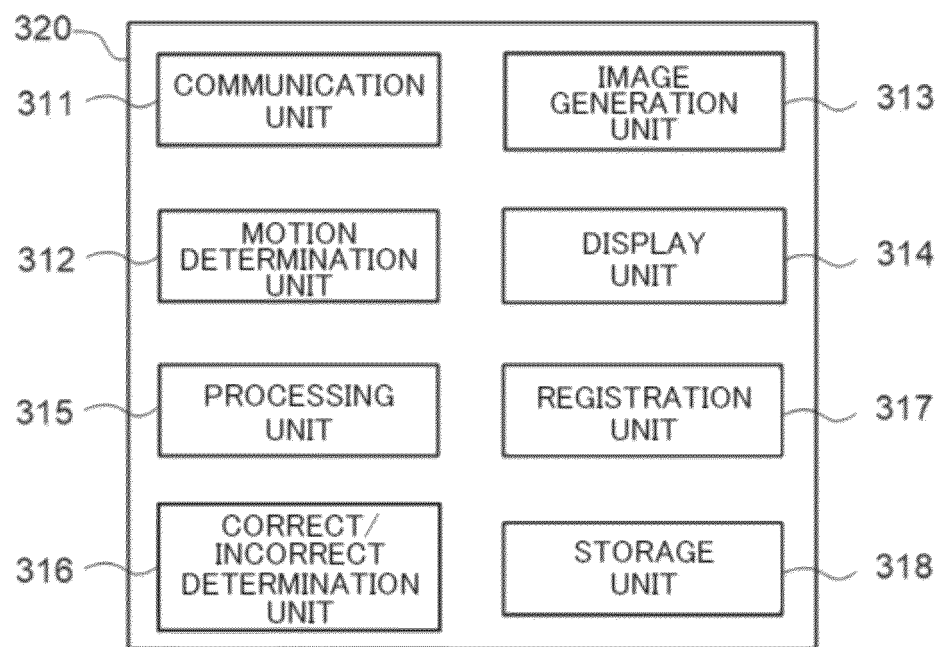 320
311
COMMUNICATION
UNIT
IMAGE
GENERATION
UNIT
313
312
MOTION
DETERMINATION
UNIT
DISPLAY
UNIT
314
315
PROCESSING
UNIT
REGISTRATION
UNIT
317
316
CORRECT/
INCORRECT
DETERMINATION
UNIT
STORAGE
UNIT
318